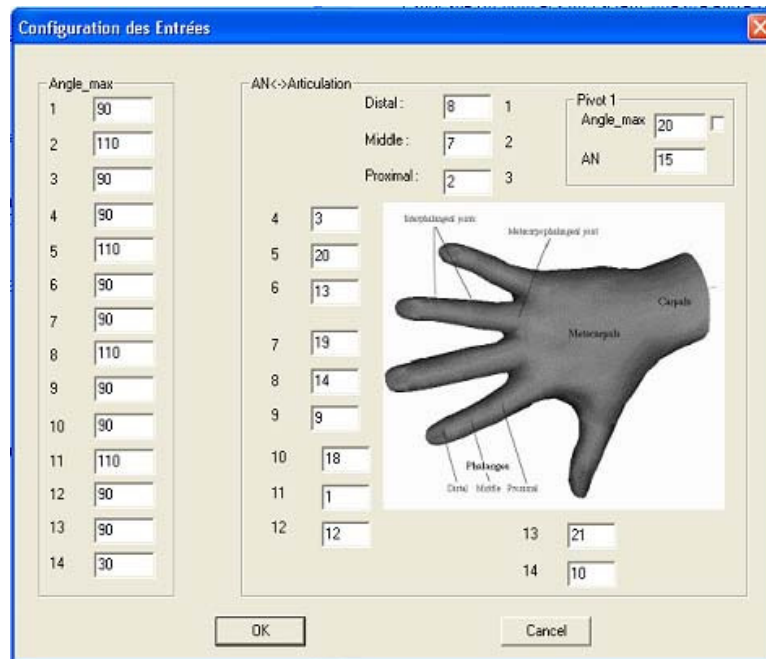 Configuration des Entrées
Angle_max
1 90
2 110
3 90
4 90
5 110
6 90
7 90
8 110
9 90
10 90
11 110
12 90
13 90
14 30
AN<->Articulation
Distal : 8 1
Middle : 7 2
Proximal : 2 3
Pivot 1
Angle_max 20
AN 15
4 3
5 20
6 13
7 19
8 14
9 9
10 18
11 1
12 12
13 21
14 10
Interphalangeal joints
Metacarpophalangeal joint
Carpals
Metacarpals
Phalanges
Distal Middle Proximal
OK
Cancel